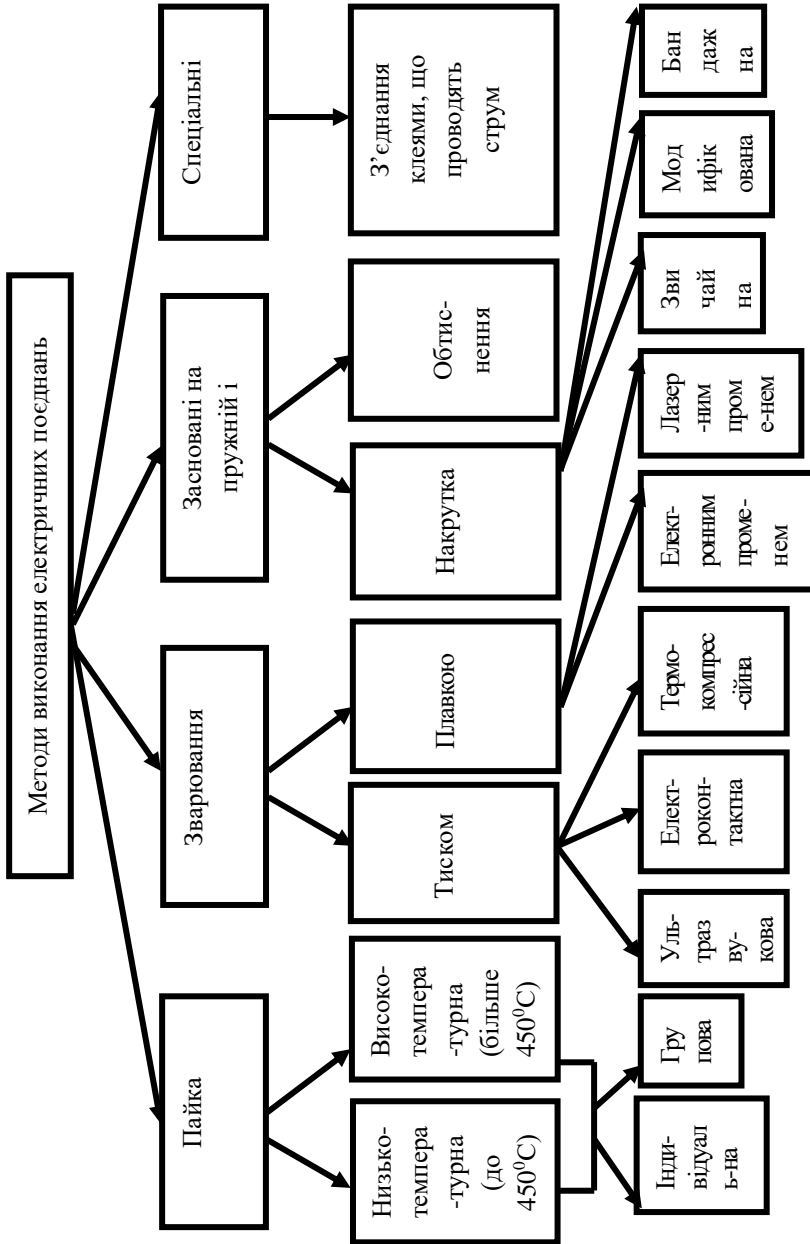 Методи виконання електричних поєднань
Пайка
Зварювання
Засновані на
пружній і
Спеціальні
Низько-
темпера
-турна
(до
450⁰С)
Високо-
темпера
-турна
(більше
450⁰С)
Тиском
Плавкою
Накрутка
Обтис-
нення
З’єднання
клеями, що
проводять
струм
Інди-
відуал
ь-на
Гру
пова
Уль-
траз
ву-
кова
Елект-
рокон-
тактна
Термо-
компрес
-сійна
Елект-
ронним
проме-
нем
Лазер
-ним
пром
е-нем
Зви
чай
на
Мод
ифік
ована
Бан
даж
на